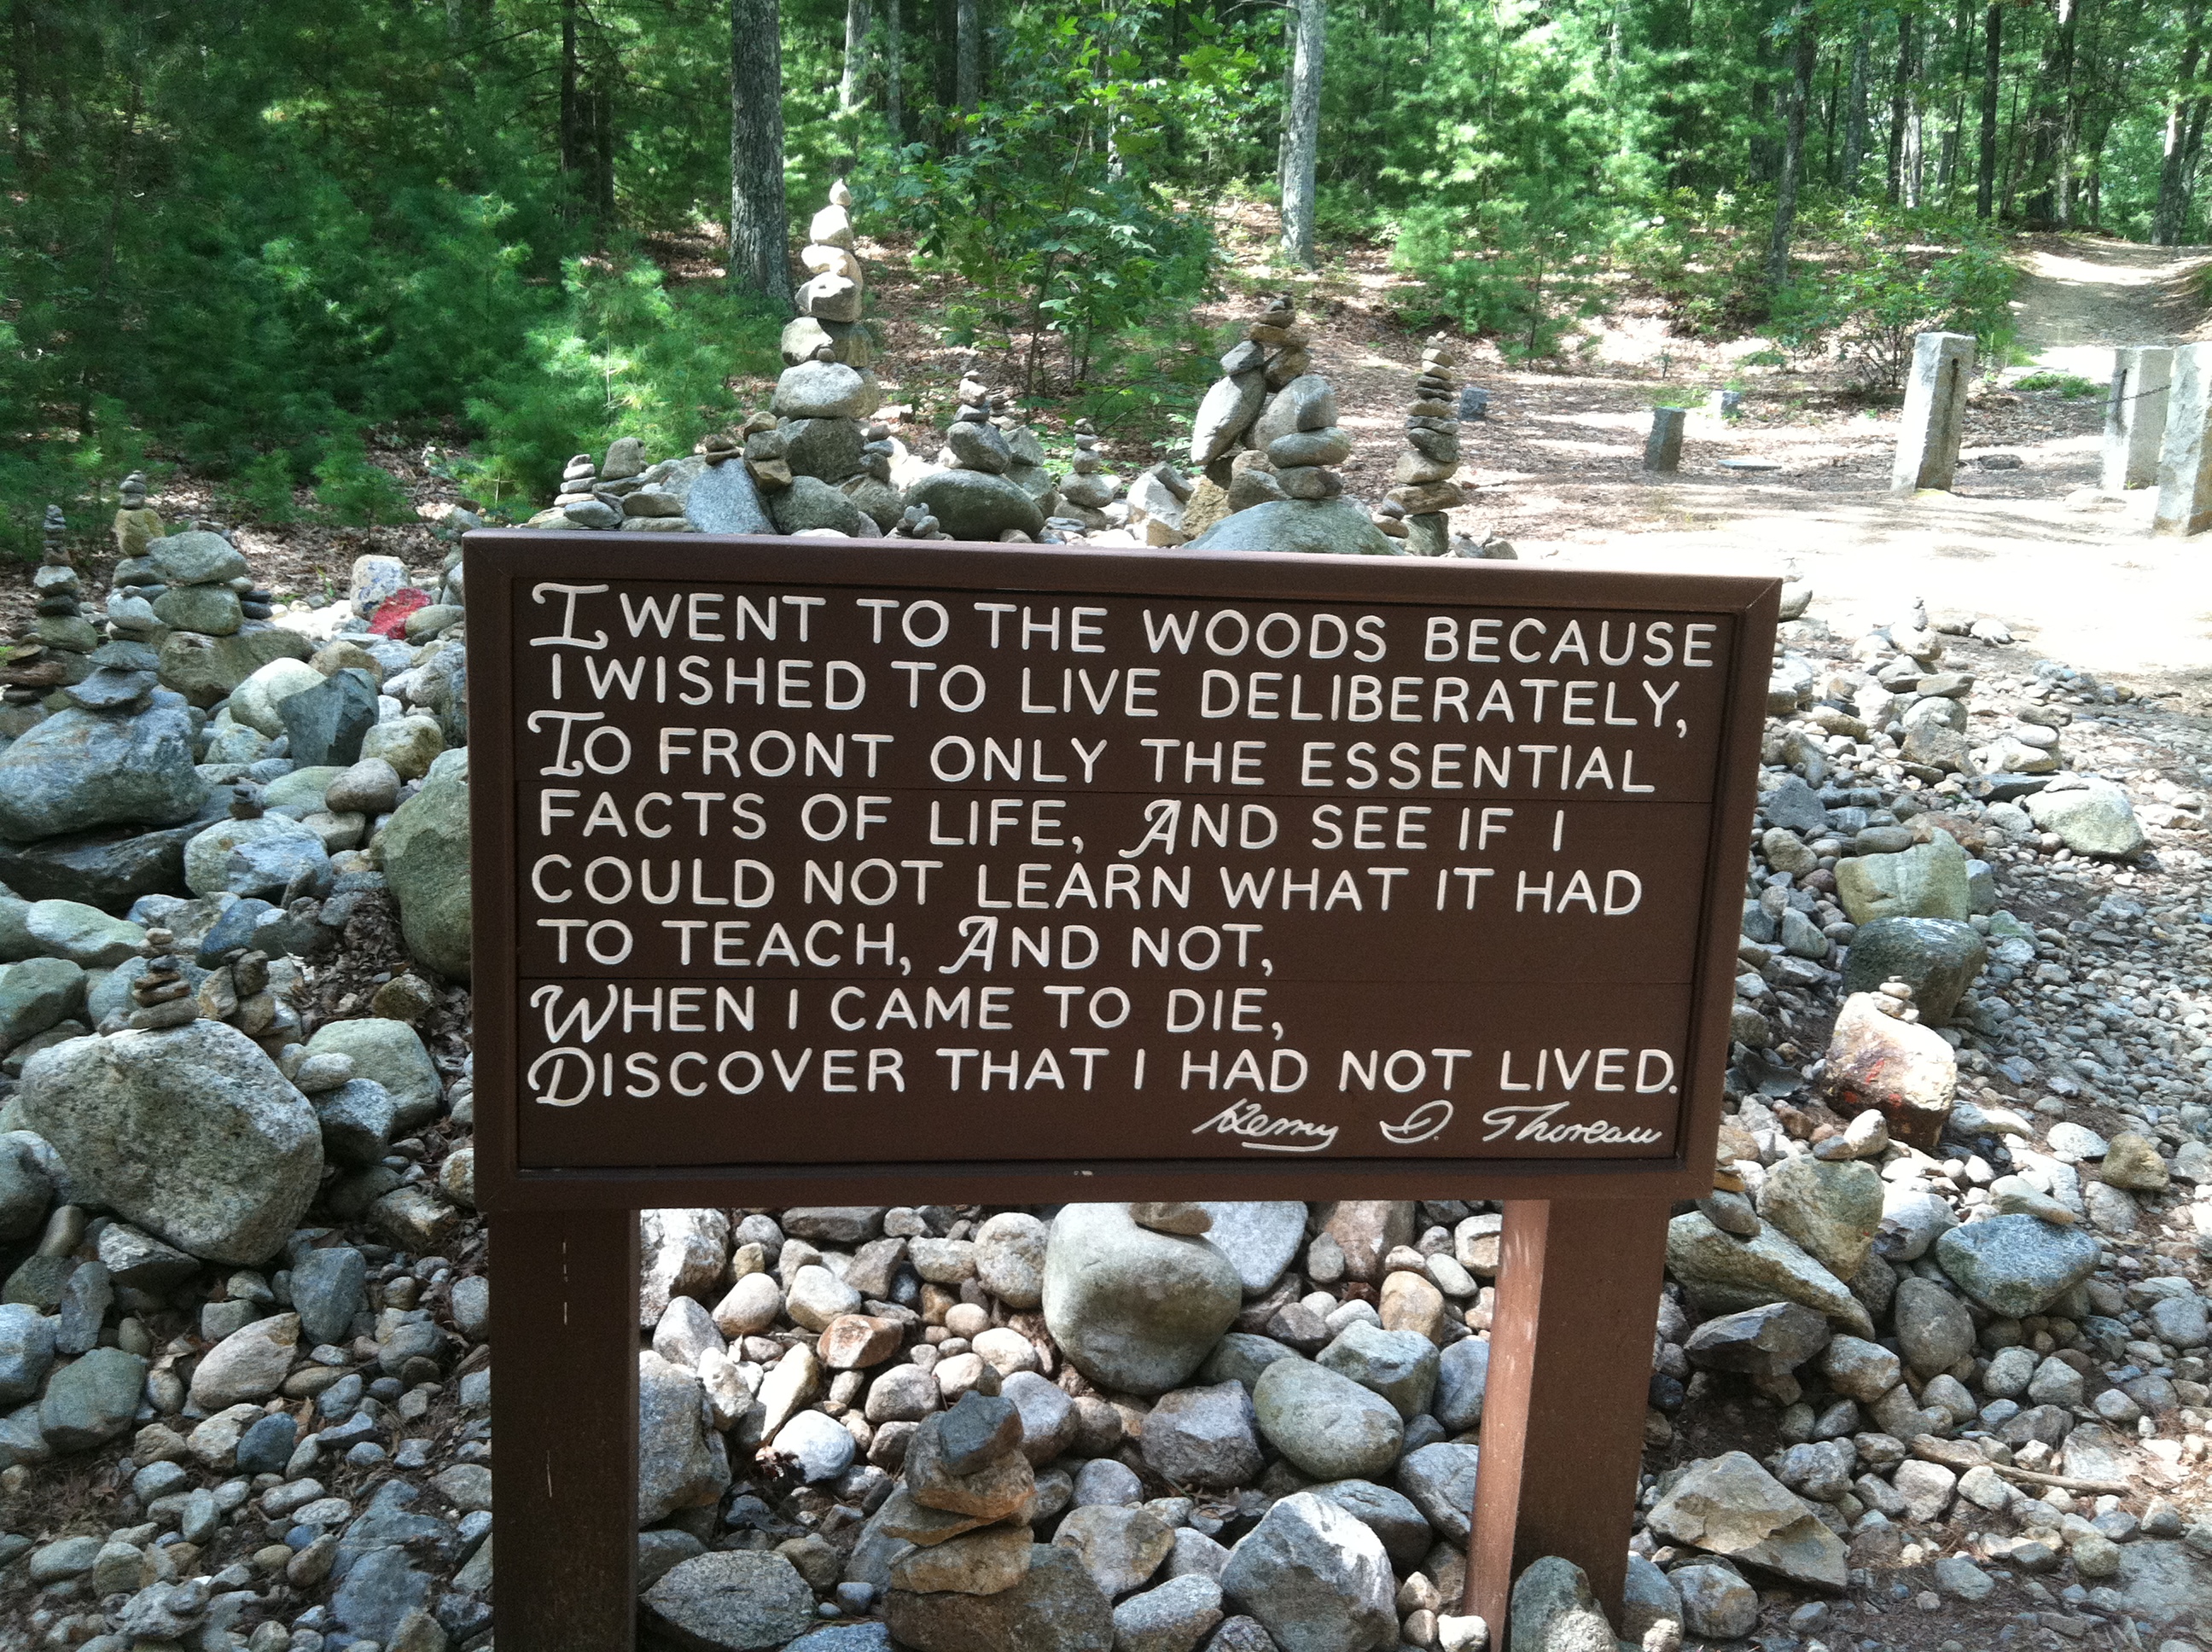 I WENT TO THE WOODS BECAUSE
I WISHED TO LIVE DELIBERATELY,
TO FRONT ONLY THE ESSENTIAL
FACTS OF LIFE, AND SEE IF I
COULD NOT LEARN WHAT IT HAD
TO TEACH, AND NOT,
WHEN I CAME TO DIE,
DISCOVER THAT I HAD NOT LIVED.
Henry D. Thoreau